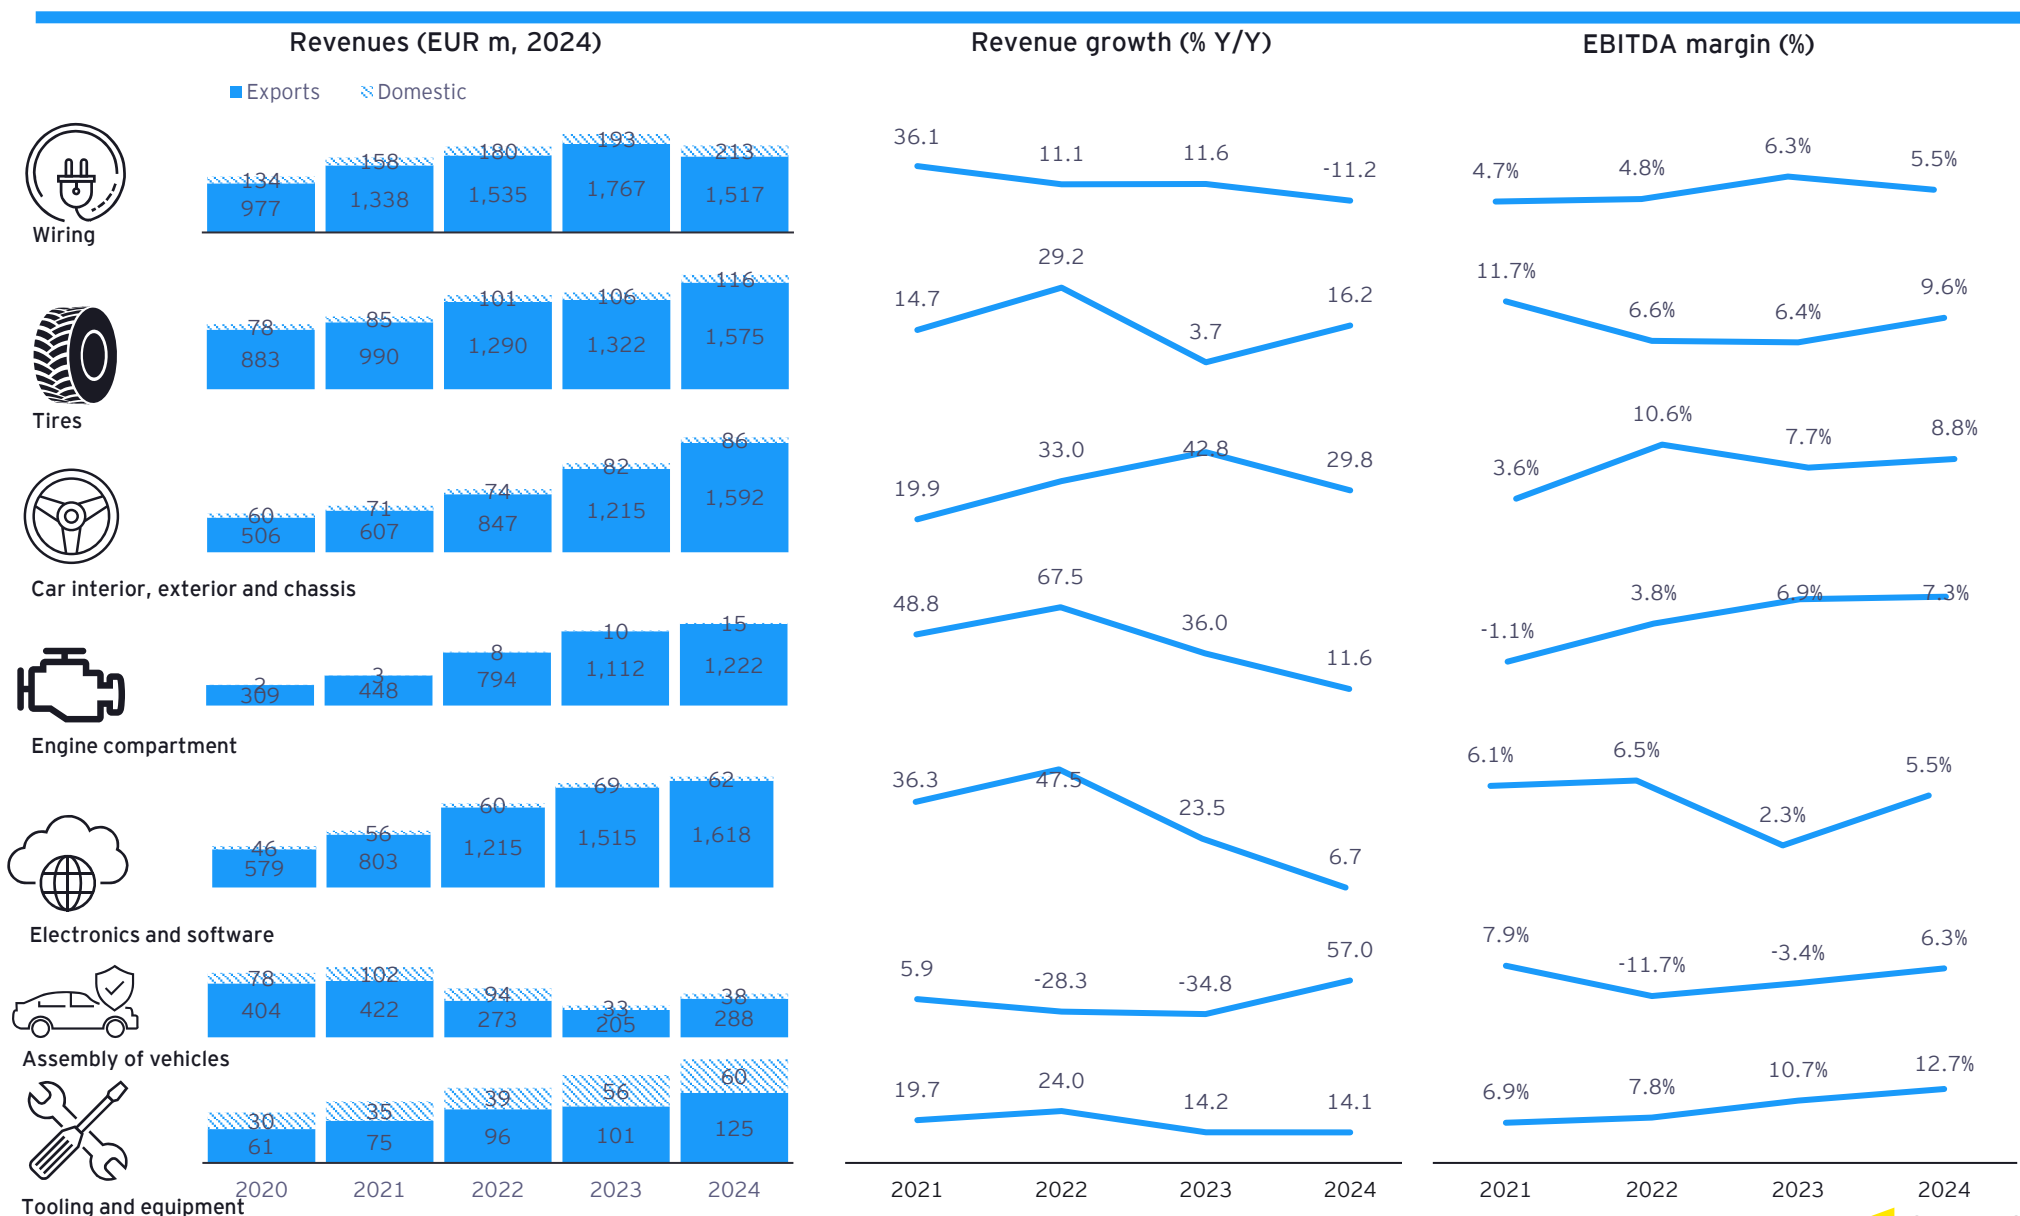 Revenues (EUR m, 2024)
Revenue growth (% Y/Y)
EBITDA margin (%)
Exports
Domestic
134 158 180 193 213
977 1,338 1,535 1,767 1,517
36.1 11.1 11.6 -11.2
4.7% 4.8% 6.3% 5.5%
Wiring
78 85 101 106 116
883 990 1,290 1,322 1,575
14.7 29.2 3.7 16.2
11.7% 6.6% 6.4% 9.6%
Tires
60 71 74 82 86
506 607 847 1,215 1,592
19.9 33.0 42.8 29.8
3.6% 10.6% 7.7% 8.8%
Car interior, exterior and chassis
2 3 8 10 15
309 448 794 1,112 1,222
48.8 67.5 36.0 11.6
-1.1% 3.8% 6.9% 7.3%
Engine compartment
46 56 60 69 62
579 803 1,215 1,515 1,618
36.3 47.5 23.5 6.7
6.1% 6.5% 2.3% 5.5%
Electronics and software
78 102 94 33 38
404 422 273 205 288
5.9 -28.3 -34.8 57.0
7.9% -11.7% -3.4% 6.3%
Assembly of vehicles
30 35 39 56 60
61 75 96 101 125
19.7 24.0 14.2 14.1
6.9% 7.8% 10.7% 12.7%
Tooling and equipment
2020 2021 2022 2023 2024
2021 2022 2023 2024
2021 2022 2023 2024